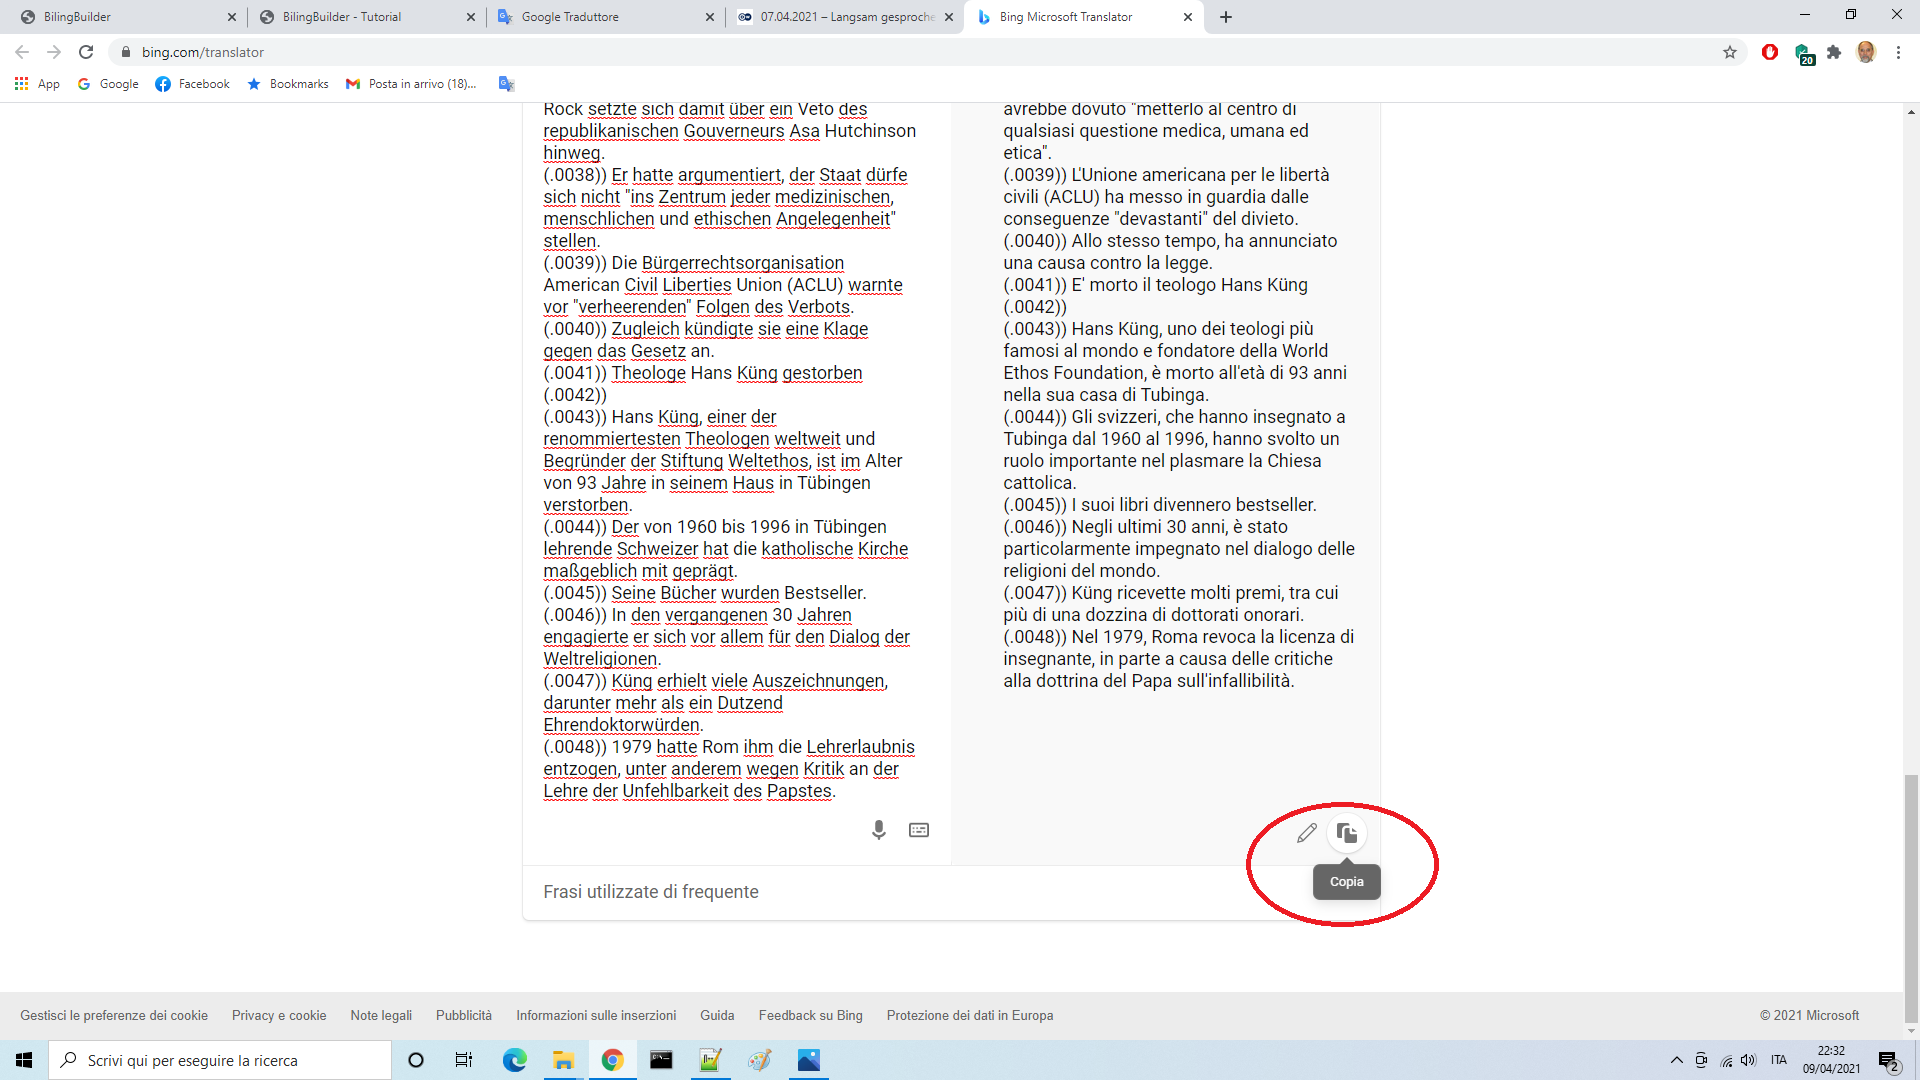 BilingBuilder
BilingBuilder - Tutorial
Google Traduttore
07.04.2021 – Langsam gesproche
Bing Microsoft Translator
bing.com/translator
20
App
Google
Facebook
Bookmarks
Posta in arrivo (18)...
Rock setzte sich damit über ein Veto des
republikanischen Gouverneurs Asa Hutchinson
hinweg.
(.0038)) Er hatte argumentiert, der Staat dürfe
sich nicht "ins Zentrum jeder medizinischen,
menschlichen und ethischen Angelegenheit"
stellen.
(.0039)) Die Bürgerrechtsorganisation
American Civil Liberties Union (ACLU) warnte
vor "verheerenden" Folgen des Verbots.
(.0040)) Zugleich kündigte sie eine Klage
gegen das Gesetz an.
(.0041)) Theologe Hans Küng gestorben
(.0042))
(.0043)) Hans Küng, einer der
renommiertesten Theologen weltweit und
Begründer der Stiftung Weltethos, ist im Alter
von 93 Jahre in seinem Haus in Tübingen
verstorben.
(.0044)) Der von 1960 bis 1996 in Tübingen
lehrende Schweizer hat die katholische Kirche
maßgeblich mit geprägt.
(.0045)) Seine Bücher wurden Bestseller.
(.0046)) In den vergangenen 30 Jahren
engagierte er sich vor allem für den Dialog der
Weltreligionen.
(.0047)) Küng erhielt viele Auszeichnungen,
darunter mehr als ein Dutzend
Ehrendoktorwürden.
(.0048)) 1979 hatte Rom ihm die Lehrerlaubnis
entzogen, unter anderem wegen Kritik an der
Lehre der Unfehlbarkeit des Papstes.
avrebbe dovuto "metterlo al centro di
qualsiasi questione medica, umana ed
etica".
(.0039)) L'Unione americana per le libertà
civili (ACLU) ha messo in guardia dalle
conseguenze "devastanti" del divieto.
(.0040)) Allo stesso tempo, ha annunciato
una causa contro la legge.
(.0041)) E' morto il teologo Hans Küng
(.0042))
(.0043)) Hans Küng, uno dei teologi più
famosi al mondo e fondatore della World
Ethos Foundation, è morto all'età di 93 anni
nella sua casa di Tubinga.
(.0044)) Gli svizzeri, che hanno insegnato a
Tubinga dal 1960 al 1996, hanno svolto un
ruolo importante nel plasmare la Chiesa
cattolica.
(.0045)) I suoi libri divennero bestseller.
(.0046)) Negli ultimi 30 anni, è stato
particolarmente impegnato nel dialogo delle
religioni del mondo.
(.0047)) Küng ricevette molti premi, tra cui
più di una dozzina di dottorati onorari.
(.0048)) Nel 1979, Roma revoca la licenza di
insegnante, in parte a causa delle critiche
alla dottrina del Papa sull'infallibilità.
Copia
Frasi utilizzate di frequente
Gestisci le preferenze dei cookie
Privacy e cookie
Note legali
Pubblicità
Informazioni sulle inserzioni
Guida
Feedback su Bing
Protezione dei dati in Europa
© 2021 Microsoft
Scrivi qui per eseguire la ricerca
ITA
22:32
09/04/2021
2